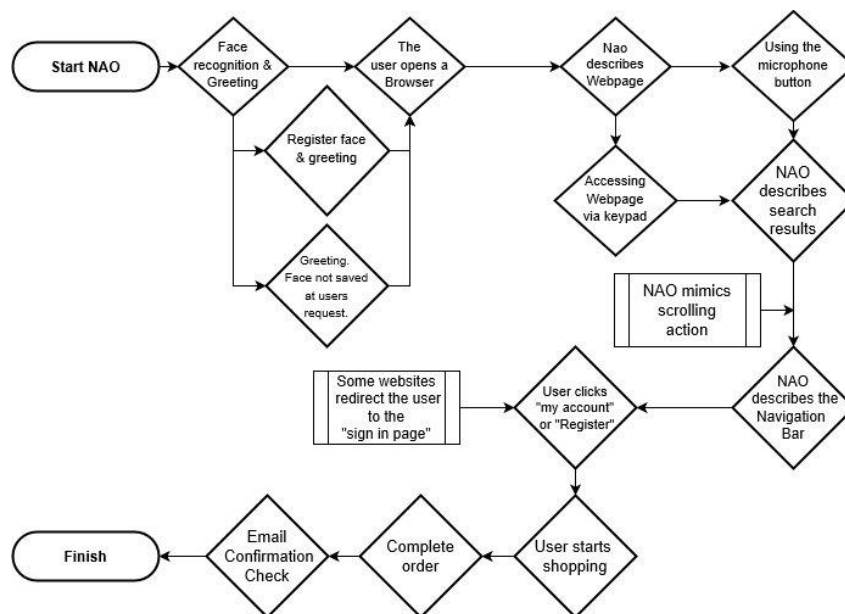 Start NAO
Face
recognition &
Greeting
The
user opens a
Browser
Nao
describes
Webpage
Using the
microphone
button
Register face
& greeting
Accessing
Webpage
via keypad
NAO
describes
search
results
Greeting.
Face not saved
at users
request.
NAO mimics
scrolling
action
Some websites
redirect the user
to the
"sign in page"
User clicks
"my account"
or "Register"
NAO
describes the
Navigation
Bar
Finish
Email
Confirmation
Check
Complete
order
User starts
shopping